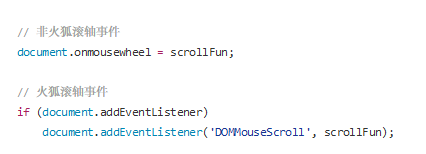 // 非火狐滚轴事件
document.onmousewheel = scrollFun;
// 火狐滚轴事件
if (document.addEventListener)
    document.addEventListener('DOMMouseScroll', scrollFun);